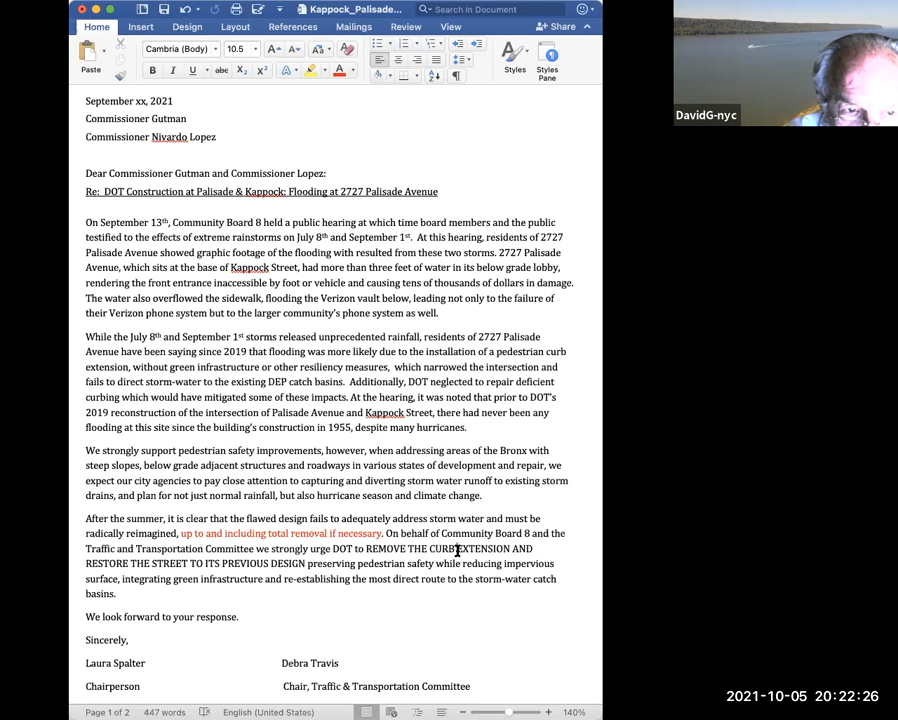 Kappock_Palisade...
Search in Document
Home Insert Design Layout References Mailings Review View Share
Paste
Cambria (Body) 10.5
Styles
Styles Pane
September xx, 2021
Commissioner Gutman
Commissioner Nivardo Lopez
Dear Commissioner Gutman and Commissioner Lopez:
Re: DOT Construction at Palisade & Kappock: Flooding at 2727 Palisade Avenue
On September 13th, Community Board 8 held a public hearing at which time board members and the public
testified to the effects of extreme rainstorms on July 8th and September 1st. At this hearing, residents of 2727
Palisade Avenue showed graphic footage of the flooding with resulted from these two storms. 2727 Palisade
Avenue, which sits at the base of Kappock Street, had more than three feet of water in its below grade lobby,
rendering the front entrance inaccessible by foot or vehicle and causing tens of thousands of dollars in damage.
The water also overflowed the sidewalk, flooding the Verizon vault below, leading not only to the failure of
their Verizon phone system but to the larger community's phone system as well.
While the July 8th and September 1st storms released unprecedented rainfall, residents of 2727 Palisade
Avenue have been saying since 2019 that flooding was more likely due to the installation of a pedestrian curb
extension, without green infrastructure or other resiliency measures, which narrowed the intersection and
fails to direct storm-water to the existing DEP catch basins. Additionally, DOT neglected to repair deficient
curbing which would have mitigated some of these impacts. At the hearing, it was noted that prior to DOT's
2019 reconstruction of the intersection of Palisade Avenue and Kappock Street, there had never been any
flooding at this site since the building's construction in 1955, despite many hurricanes.
We strongly support pedestrian safety improvements, however, when addressing areas of the Bronx with
steep slopes, below grade adjacent structures and roadways in various states of development and repair, we
expect our city agencies to pay close attention to capturing and diverting storm water runoff to existing storm
drains, and plan for not just normal rainfall, but also hurricane season and climate change.
After the summer, it is clear that the flawed design fails to adequately address storm water and must be
radically reimagined, up to and including total removal if necessary. On behalf of Community Board 8 and the
Traffic and Transportation Committee we strongly urge DOT to REMOVE THE CURB EXTENSION AND
RESTORE THE STREET TO ITS PREVIOUS DESIGN preserving pedestrian safety while reducing impervious
surface, integrating green infrastructure and re-establishing the most direct route to the storm-water catch
basins.
We look forward to your response.
Sincerely,
Laura Spalter Debra Travis
Chairperson Chair, Traffic & Transportation Committee
Page 1 of 2 447 words English (United States) 140%
DavidG-nyc
2021-10-05 20:22:26